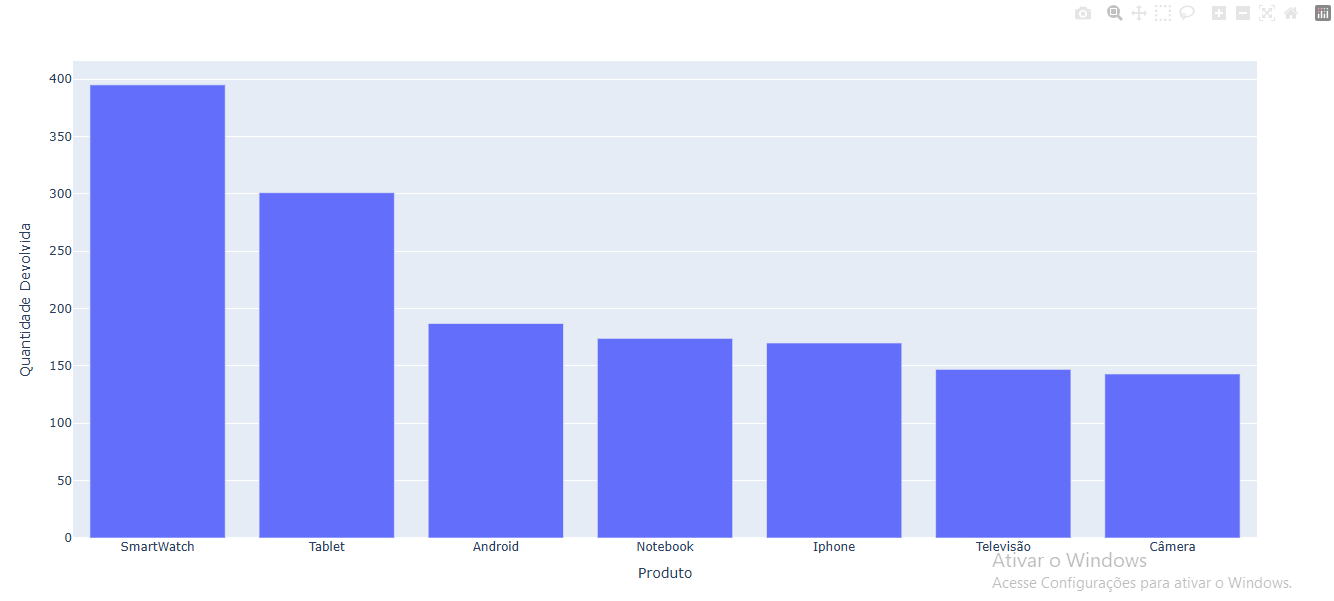 400
350
300
250
200
150
100
50
0
Quantidade Devolvida
SmartWatch Tablet Android Notebook Iphone Televisão Câmera
Produto
Ativar o Windows
Acesse Configurações para ativar o Windows.